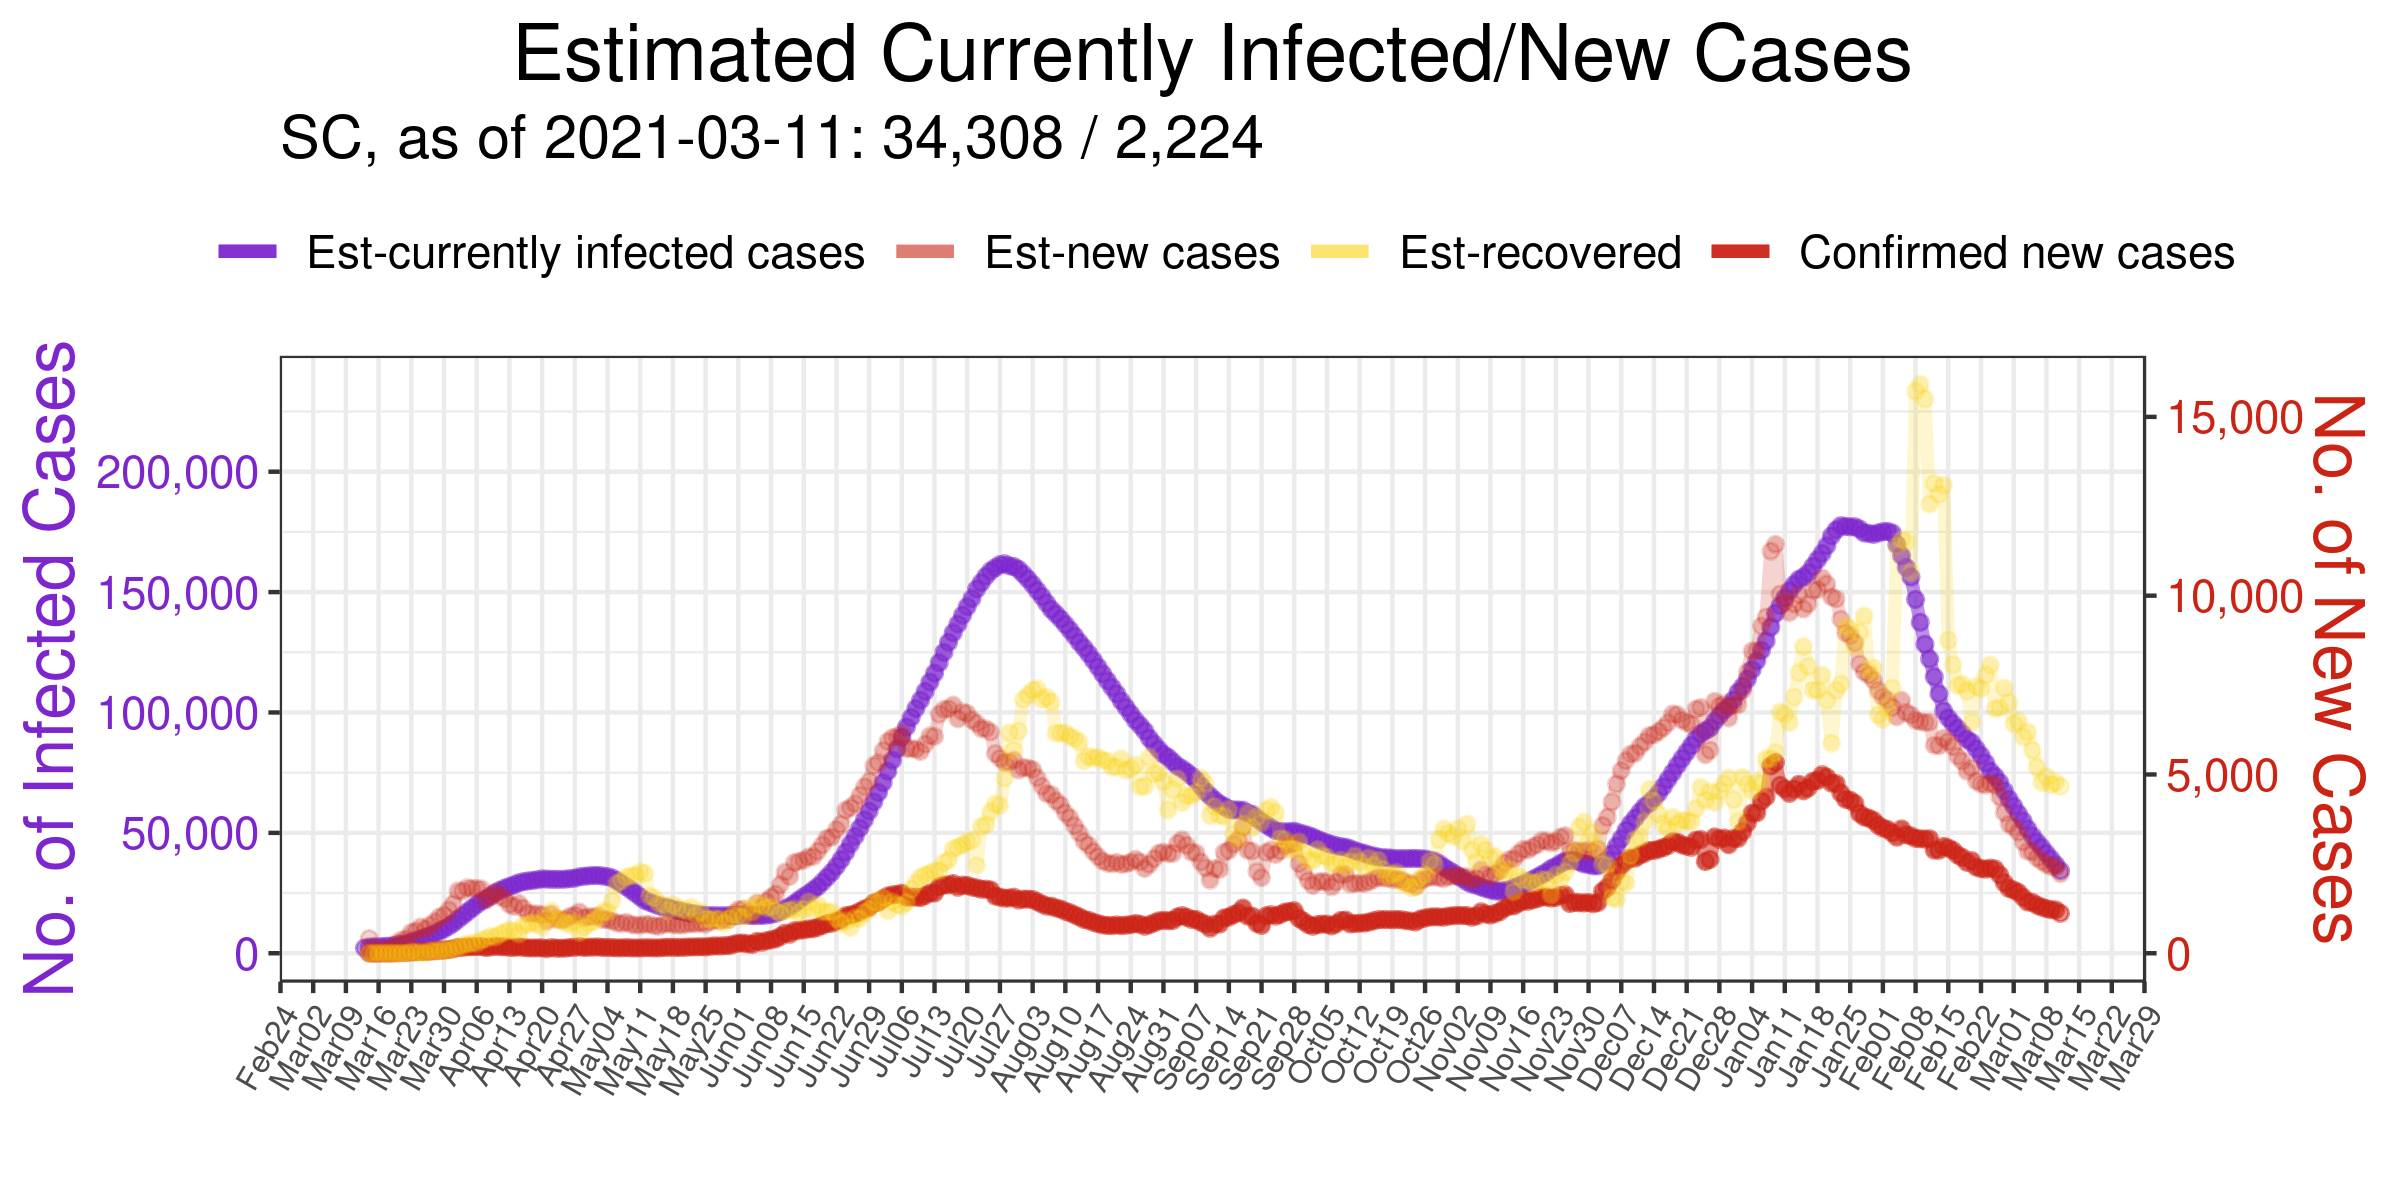 Estimated Currently Infected/New Cases
SC, as of 2021-03-11: 34,308 / 2,224
Est-currently infected cases
Est-new cases
Est-recovered
Confirmed new cases
No. of Infected Cases
200,000
150,000
100,000
50,000
0
15,000
10,000
5,000
0
No. of New Cases
Feb24
Mar02
Mar09
Mar16
Mar23
Mar30
Apr06
Apr13
Apr20
Apr27
May04
May11
May18
May25
Jun01
Jun08
Jun15
Jun22
Jun29
Jul06
Jul13
Jul20
Jul27
Aug03
Aug10
Aug17
Aug24
Aug31
Sep07
Sep14
Sep21
Sep28
Oct05
Oct12
Oct19
Oct26
Nov02
Nov09
Nov16
Nov23
Nov30
Dec07
Dec14
Dec21
Dec28
Jan04
Jan11
Jan18
Jan25
Feb01
Feb08
Feb15
Feb22
Mar01
Mar08
Mar15
Mar22
Mar29